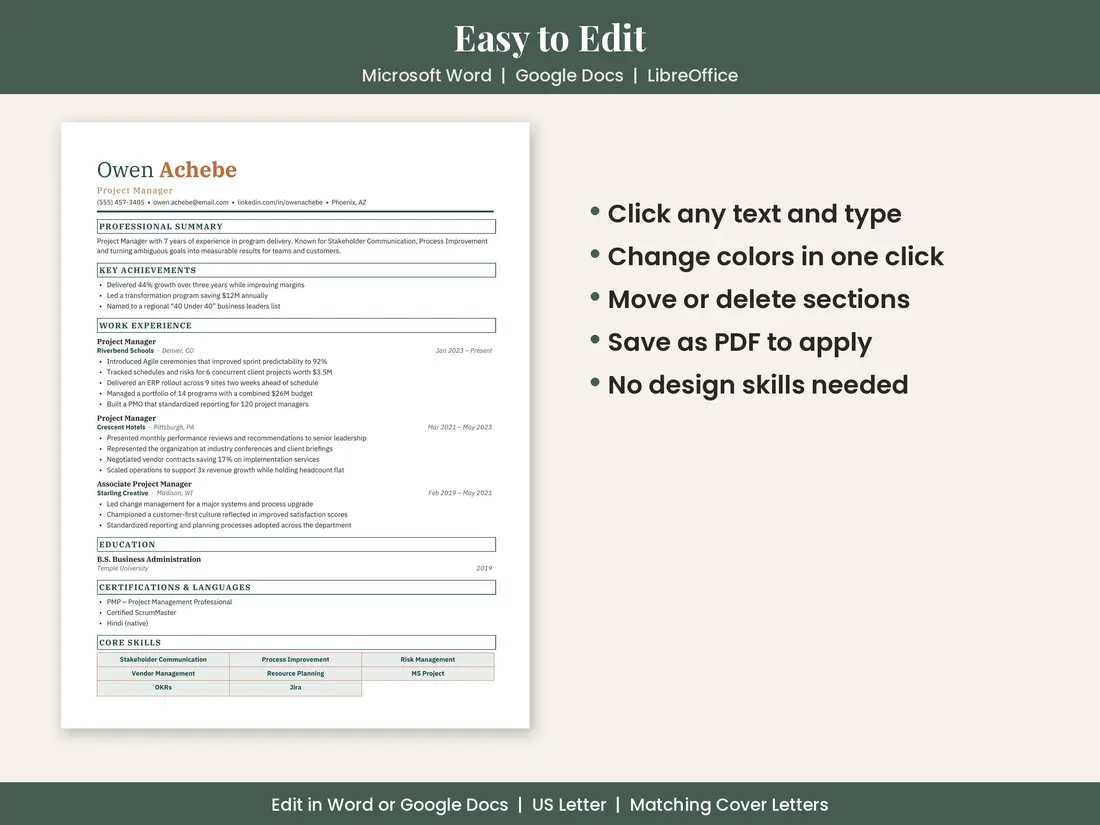 Easy to Edit
Microsoft Word | Google Docs | LibreOffice
Owen Achebe
Project Manager
(555) 457-3405 • owen.achebe@email.com • linkedin.com/in/owenachebe • Phoenix, AZ
PROFESSIONAL SUMMARY
Project Manager with 7 years of experience in program delivery. Known for Stakeholder Communication, Process Improvement
and turning ambiguous goals into measurable results for teams and customers.
KEY ACHIEVEMENTS
• Delivered 44% growth over three years while improving margins
• Led a transformation program saving $12M annually
• Named to a regional “40 Under 40” business leaders list
WORK EXPERIENCE
Project Manager
Riverbend Schools · Denver, CO Jan 2023 – Present
• Introduced Agile ceremonies that improved sprint predictability to 92%
• Tracked schedules and risks for 6 concurrent client projects worth $3.5M
• Delivered an ERP rollout across 9 sites two weeks ahead of schedule
• Managed a portfolio of 14 programs with a combined $26M budget
• Built a PMO that standardized reporting for 120 project managers
Project Manager
Crescent Hotels · Pittsburgh, PA Mar 2021 – May 2023
• Presented monthly performance reviews and recommendations to senior leadership
• Represented the organization at industry conferences and client briefings
• Negotiated vendor contracts saving 17% on implementation services
• Scaled operations to support 3x revenue growth while holding headcount flat
Associate Project Manager
Starling Creative · Madison, WI Feb 2019 – May 2021
• Led change management for a major systems and process upgrade
• Championed a customer-first culture reflected in improved satisfaction scores
• Standardized reporting and planning processes adopted across the department
EDUCATION
B.S. Business Administration
Temple University 2019
CERTIFICATIONS & LANGUAGES
• PMP – Project Management Professional
• Certified ScrumMaster
• Hindi (native)
CORE SKILLS
Stakeholder Communication Process Improvement Risk Management
Vendor Management Resource Planning MS Project
OKRs Jira
• Click any text and type
• Change colors in one click
• Move or delete sections
• Save as PDF to apply
• No design skills needed
Edit in Word or Google Docs | US Letter | Matching Cover Letters